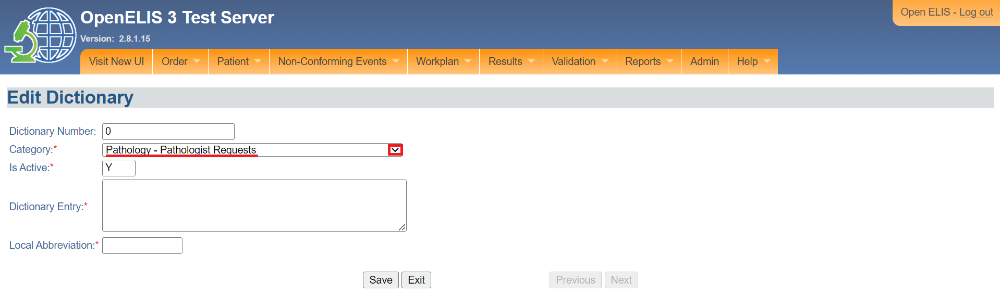 OpenELIS 3 Test Server
Open ELIS - Log out
Version: 2.8.1.15
Visit New UI Order Patient Non-Conforming Events Workplan Results Validation Reports Admin Help
Edit Dictionary
Dictionary Number: 0
Category:* Pathology - Pathologist Requests
Is Active:* Y
Dictionary Entry:*
Local Abbreviation:*
Save Exit Previous Next